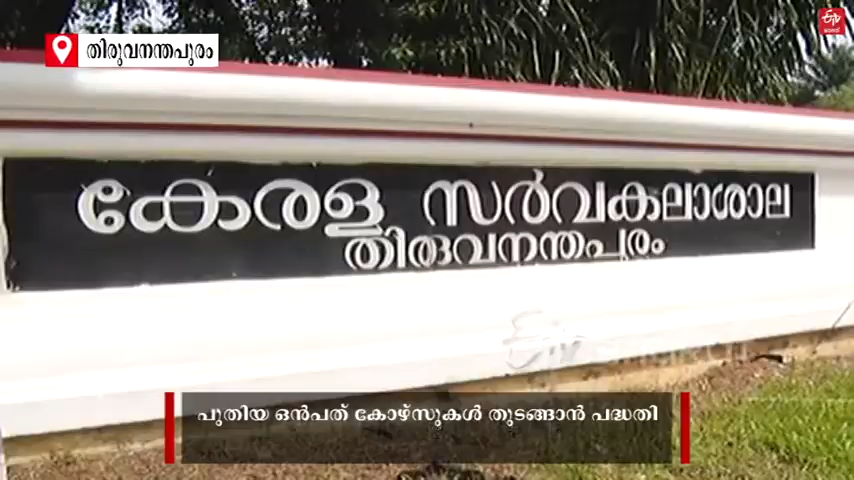 തിരുവനന്തപുരം
കേരള സർവകലാശാല
തിരുവനന്തപുരം
പുതിയ ഒൻപത് കോഴ്സുകൾ തുടങ്ങാൻ പദ്ധതി